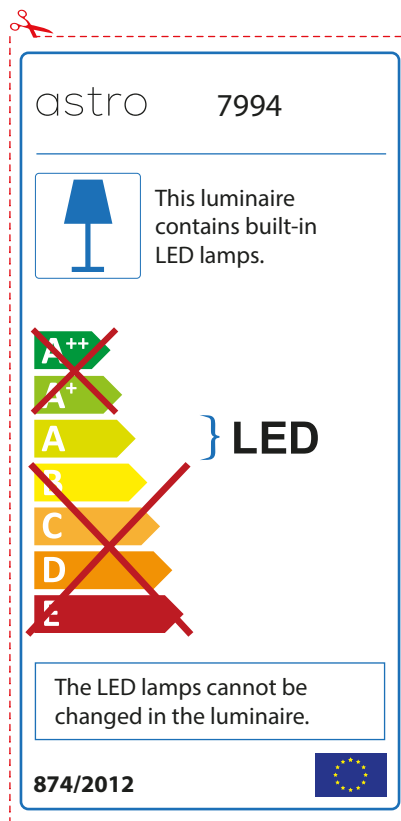 astro 7994
This luminaire
contains built-in
LED lamps.
A++
A+
A
LED
B
C
D
E
The LED lamps cannot be
changed in the luminaire.
874/2012